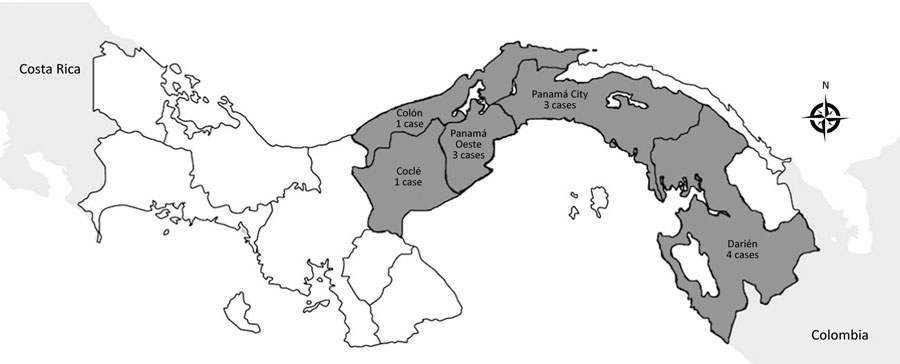 Costa Rica
Colón
1 case
Coclé
1 case
Panamá
Oeste
3 cases
Panamá City
3 cases
N
Darién
4 cases
Colombia